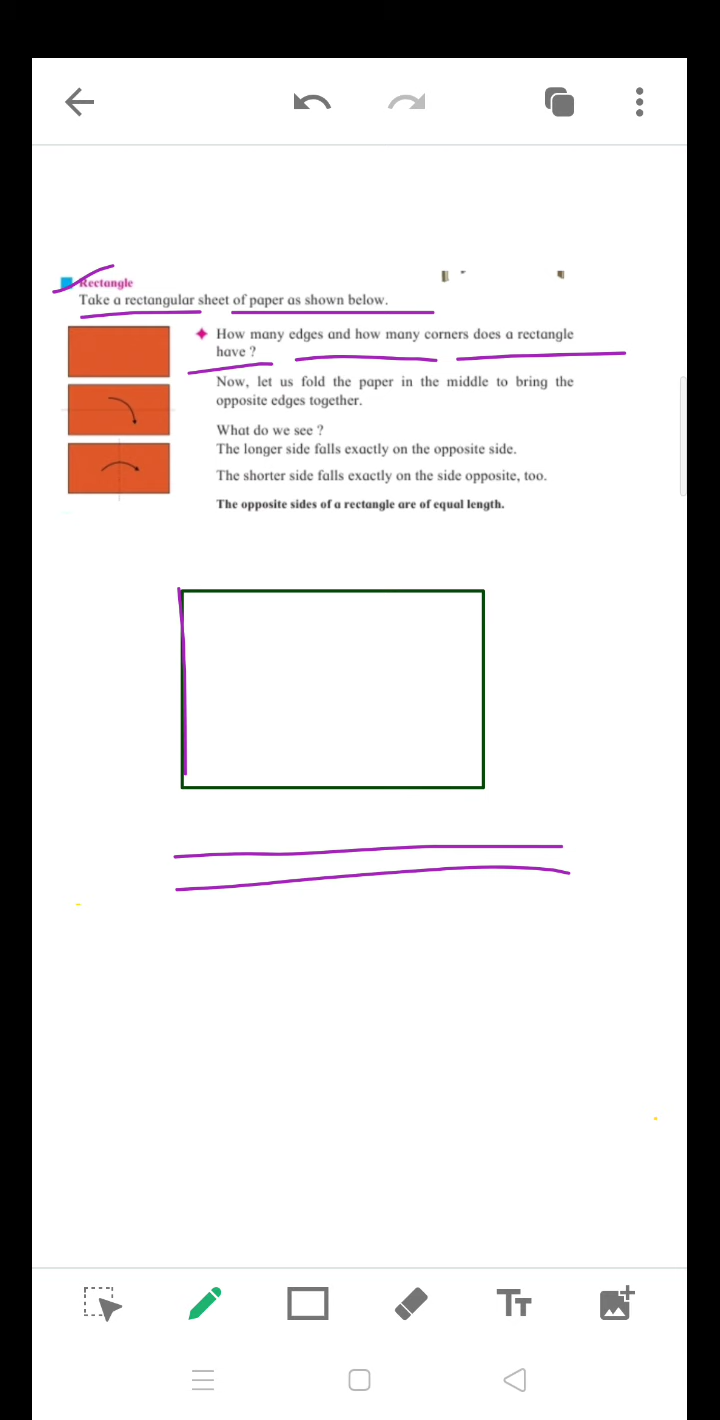 Rectangle
Take a rectangular sheet of paper as shown below.
How many edges and how many corners does a rectangle
have ?
Now, let us fold the paper in the middle to bring the
opposite edges together.
What do we see ?
The longer side falls exactly on the opposite side.
The shorter side falls exactly on the side opposite, too.
The opposite sides of a rectangle are of equal length.
TT